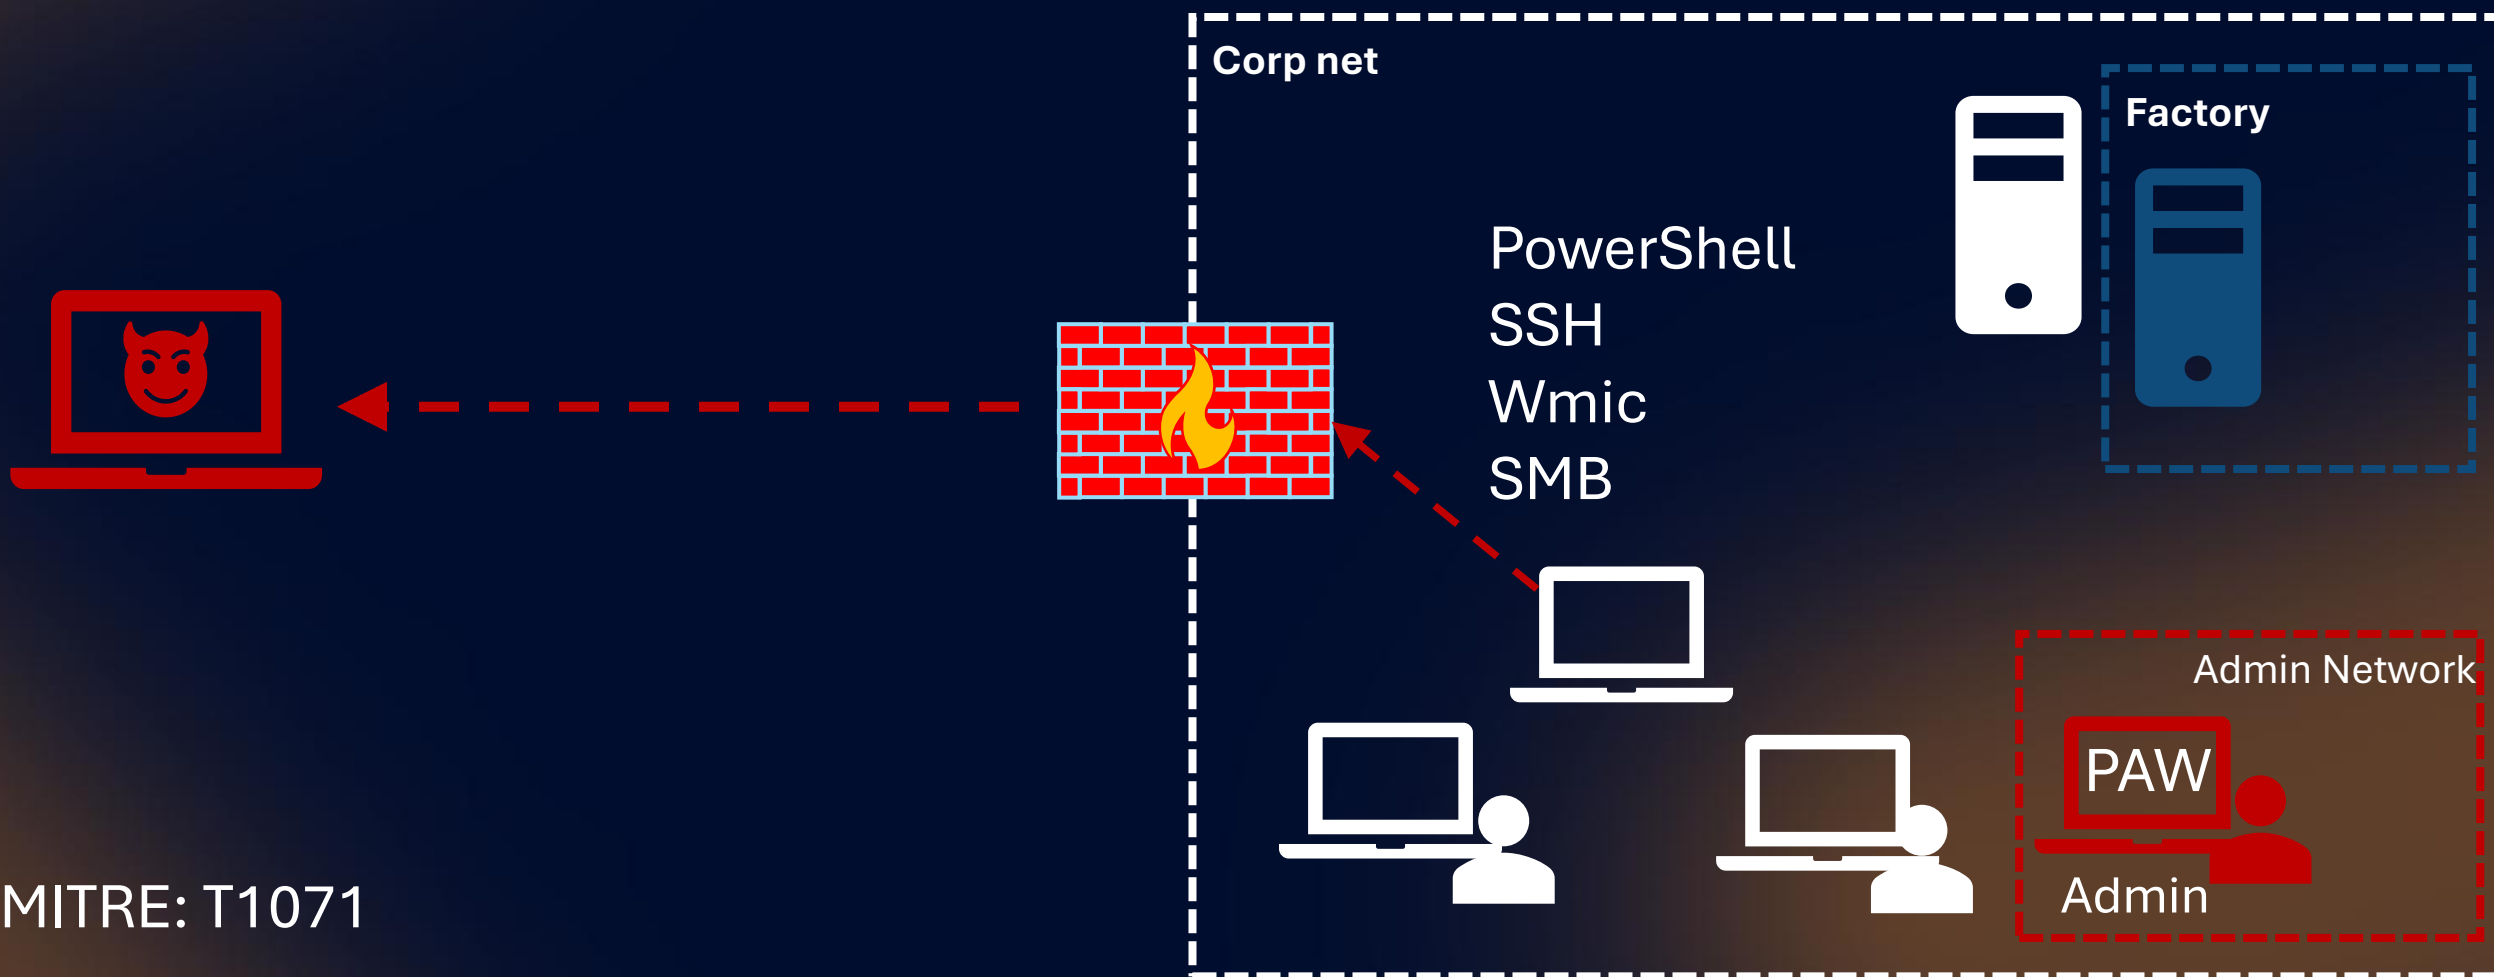 Corp net
Factory
PowerShell
SSH
Wmic
SMB
Admin Network
PAW
Admin
MITRE: T1071